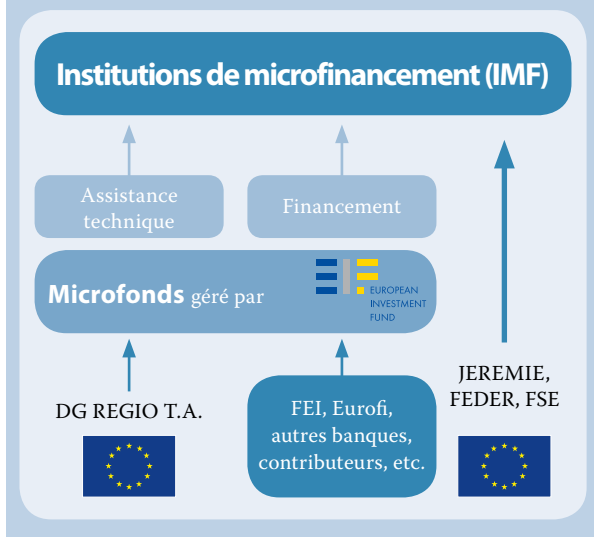 Institutions de microfinancement (IMF)
Assistance
technique
Financement
Microfonds géré par
EUROPEAN
INVESTMENT
FUND
DG REGIO T.A.
FEI, Eurofi,
autres banques,
contributeurs, etc.
JEREMIE,
FEDER, FSE